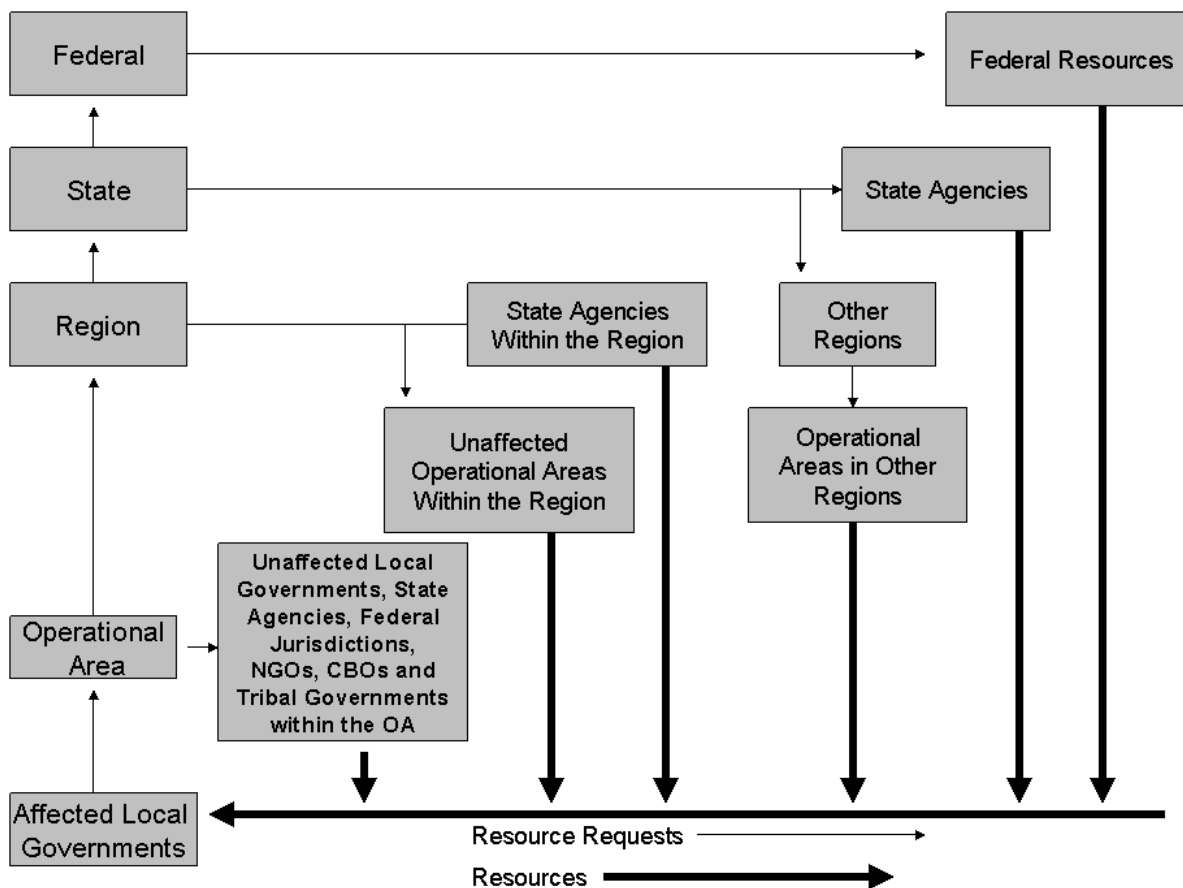 Federal
Federal Resources
State
State Agencies
Region
State Agencies
Within the Region
Other
Regions
Unaffected
Operational Areas
Within the Region
Operational
Areas in Other
Regions
Operational
Area
Unaffected Local
Governments, State
Agencies, Federal
Jurisdictions,
NGOs, CBOs and
Tribal Governments
within the OA
Affected Local
Governments
Resource Requests
Resources